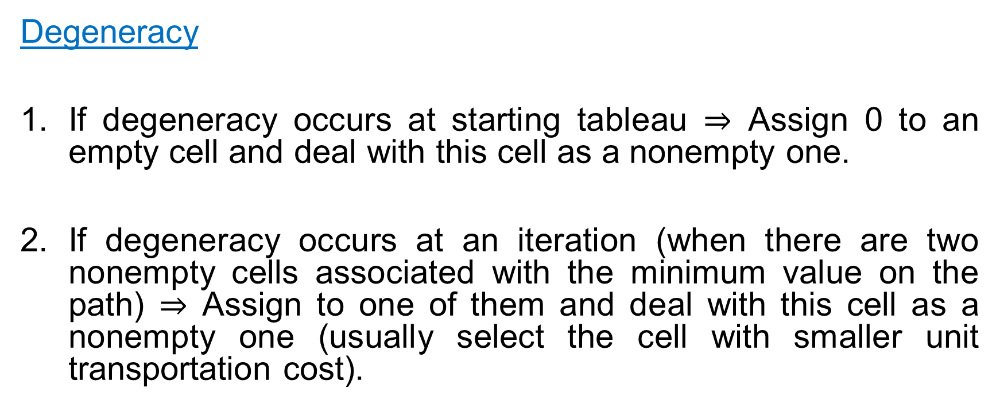 Degeneracy
1. If degeneracy occurs at starting tableau ⇒ Assign 0 to an
empty cell and deal with this cell as a nonempty one.
2. If degeneracy occurs at an iteration (when there are two
nonempty cells associated with the minimum value on the
path) ⇒ Assign to one of them and deal with this cell as a
nonempty one (usually select the cell with smaller unit
transportation cost).